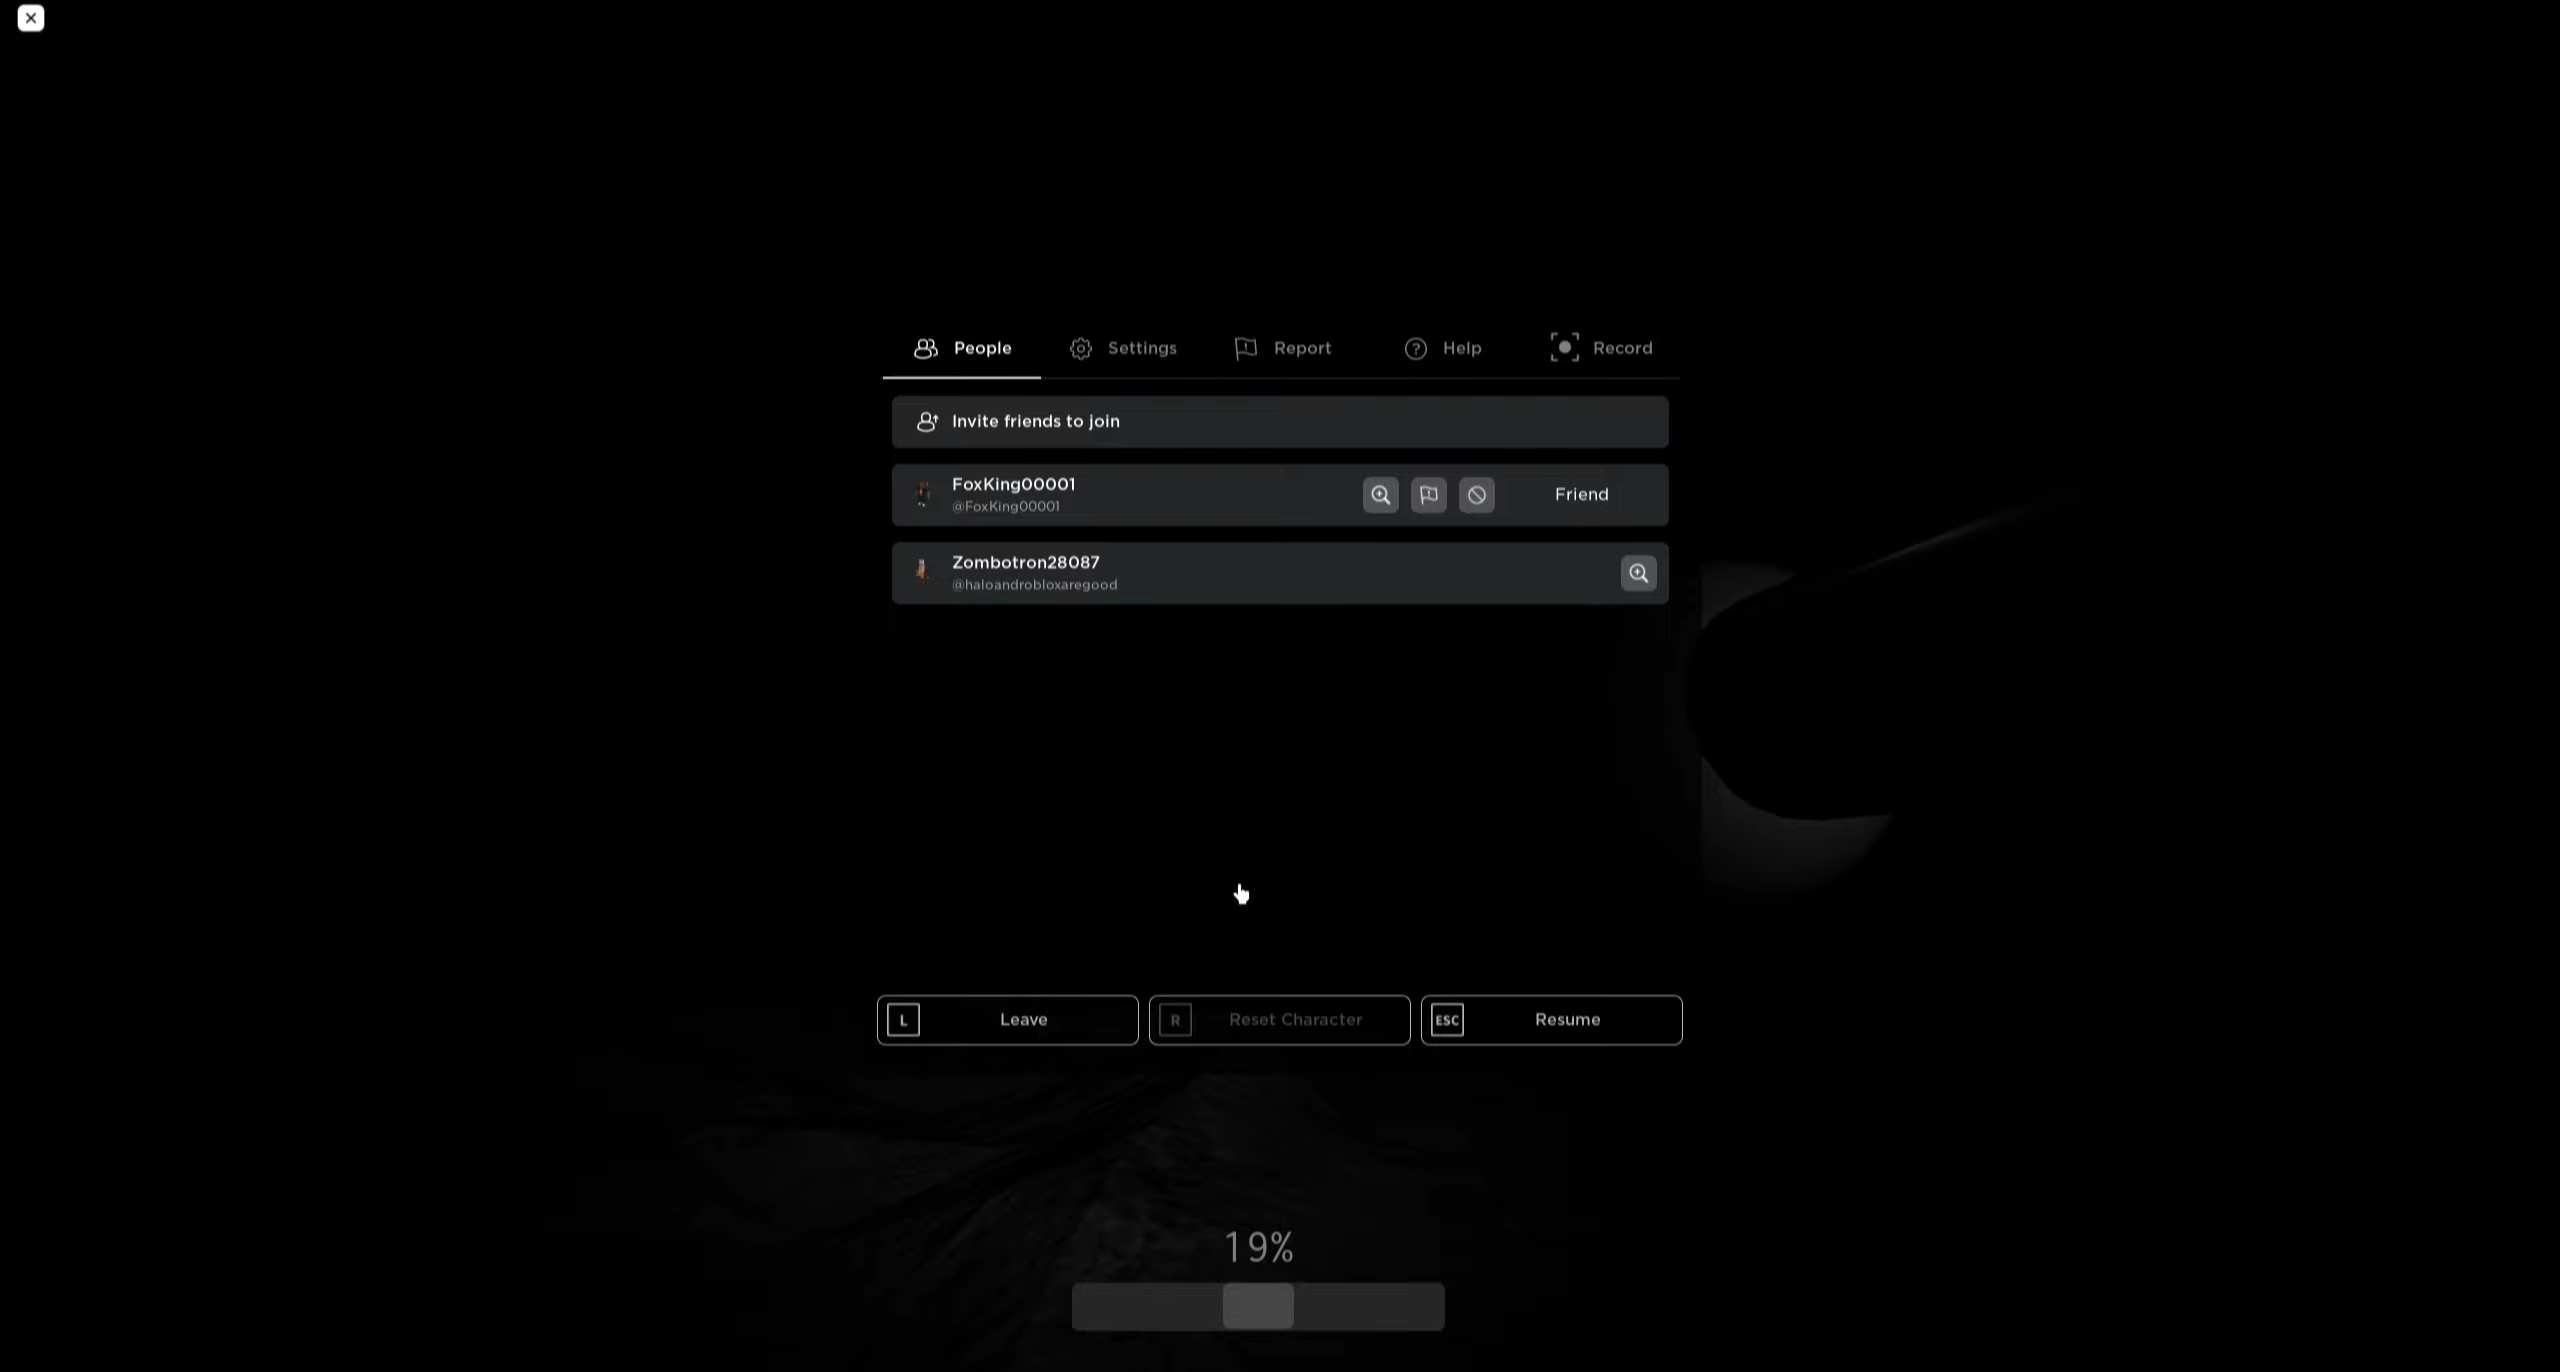 People
Settings
Report
Help
Record
Invite friends to join
FoxKing00001
@FoxKing00001
Friend
Zombotron28087
@haloandrobloxaregood
L Leave
R Reset Character
ESC Resume
19%